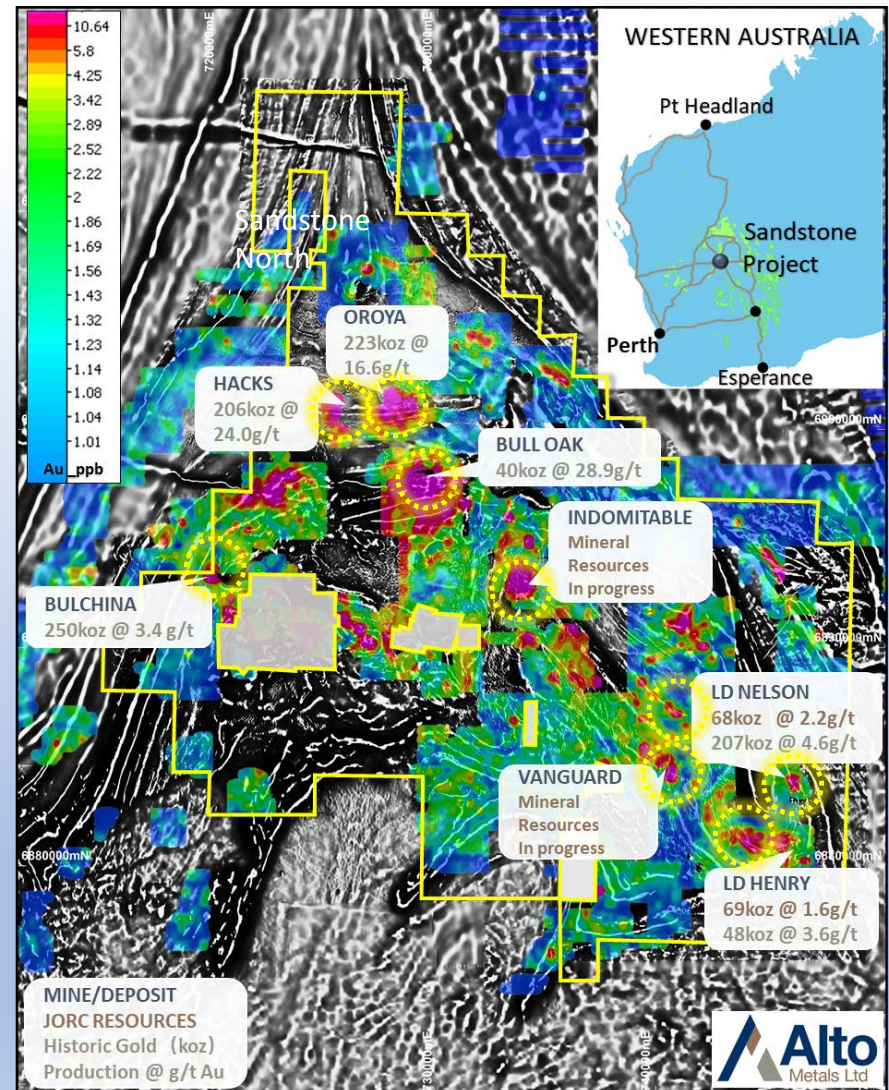 10.64
5.8
4.25
3.42
2.89
2.52
2.22
2
1.86
1.69
1.56
1.43
1.32
1.23
1.14
1.08
1.04
1.01
Au_ppb
720000mE
WESTERN AUSTRALIA
Pt Headland
Sandstone
Project
Perth
Esperance
Sandstone
North
OROYA
223koz @
16.6g/t
HACKS
206koz @
24.0g/t
BULL OAK
40koz @ 28.9g/t
INDOMITABLE
Mineral
Resources
In progress
BULCHINA
250koz @ 3.4 g/t
LD NELSON
68koz @ 2.2g/t
207koz @ 4.6g/t
VANGUARD
Mineral
Resources
In progress
6880000mN
LD HENRY
69koz @ 1.6g/t
48koz @ 3.6g/t
MINE/DEPOSIT
JORC RESOURCES
Historic Gold (koz)
Production @ g/t Au
Alto
Metals Ltd